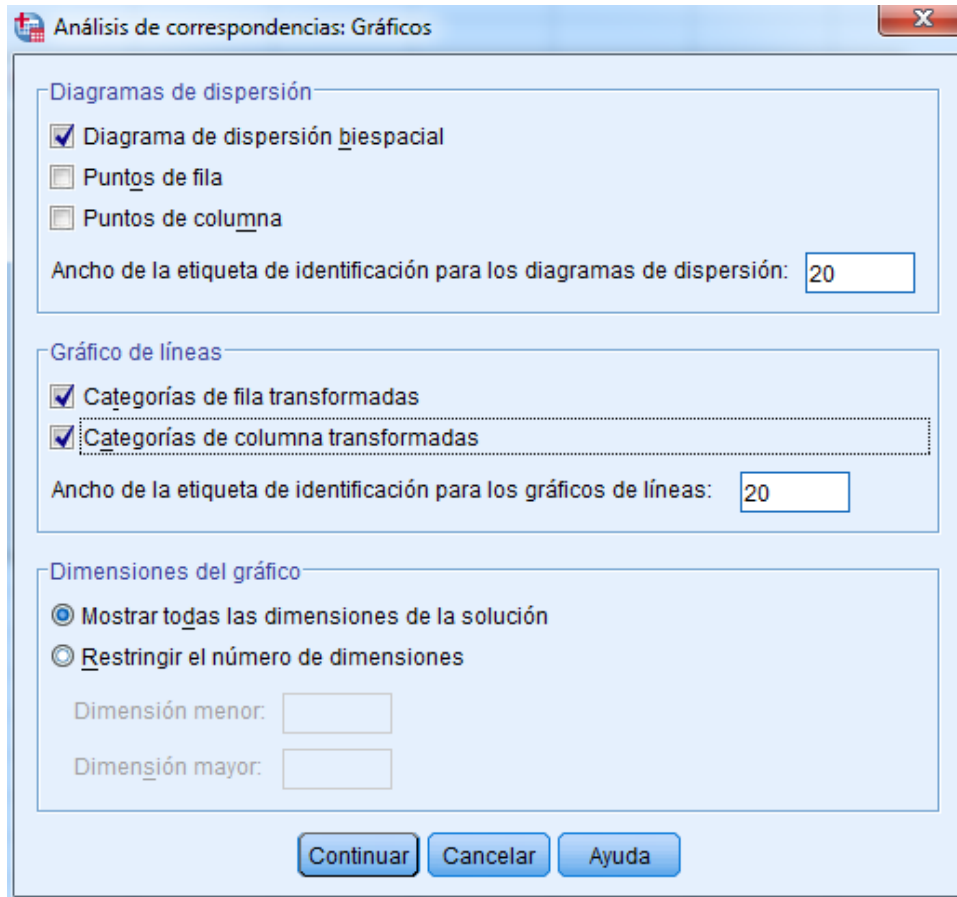 Análisis de correspondencias: Gráficos
x
Diagramas de dispersión
Diagrama de dispersión biespacial
Puntos de fila
Puntos de columna
Ancho de la etiqueta de identificación para los diagramas de dispersión: 20
Gráfico de líneas
Categorías de fila transformadas
Categorías de columna transformadas
Ancho de la etiqueta de identificación para los gráficos de líneas: 20
Dimensiones del gráfico
Mostrar todas las dimensiones de la solución
Restringir el número de dimensiones
Dimensión menor:
Dimensión mayor:
Continuar Cancelar Ayuda